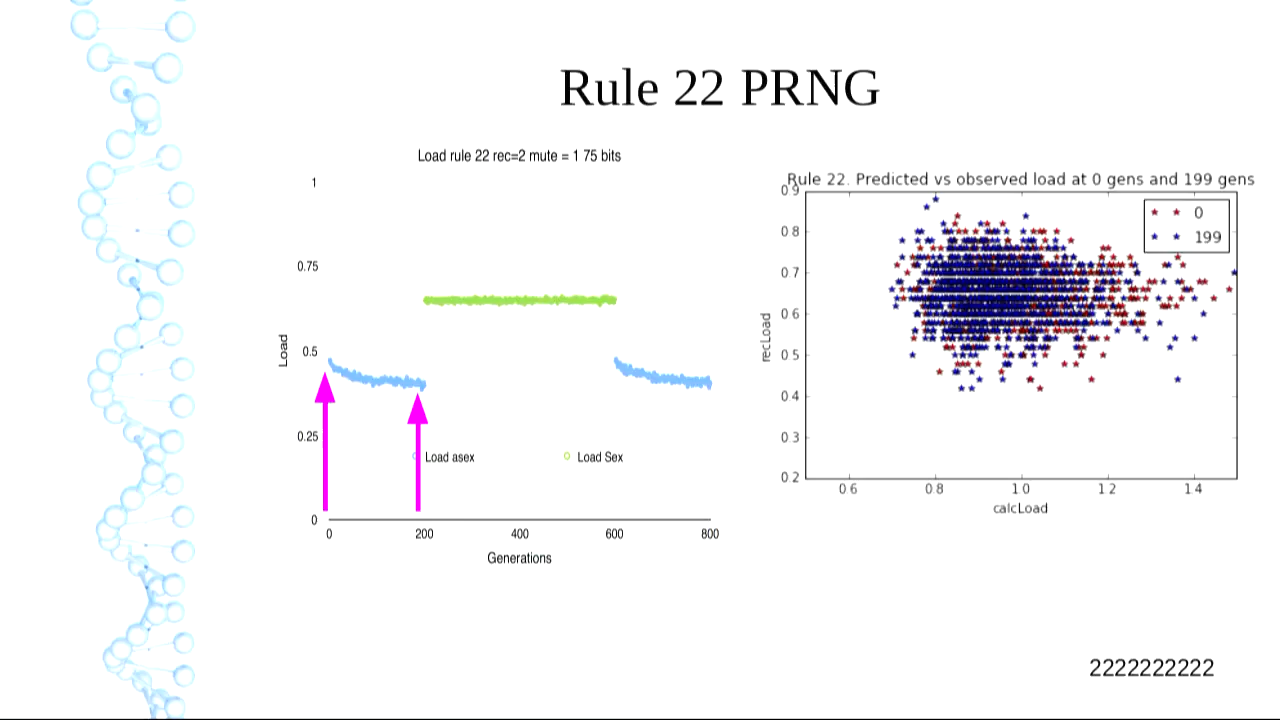 Rule 22 PRNG
Load rule 22 rec=2 mute = 1 75 bits
1
0.75
0.5
0.25
0
Load
Load asex
Load Sex
0
200
400
600
800
Generations
Rule 22. Predicted vs observed load at 0 gens and 199 gens
0 9
0 8
0 7
0 6
0 5
0 4
0 3
0 2
recLoad
0
199
0 6
0 8
1 0
1 2
1 4
calcLoad
2222222222